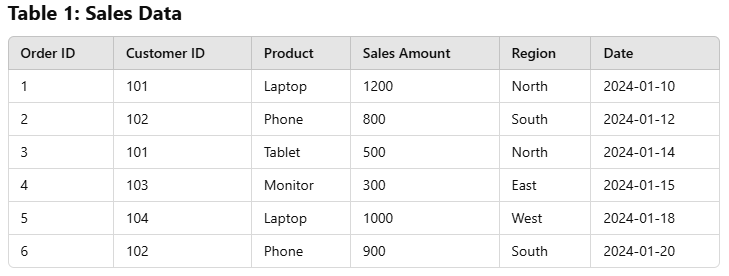 Table 1: Sales Data
Order ID Customer ID Product Sales Amount Region Date
1 101 Laptop 1200 North 2024-01-10
2 102 Phone 800 South 2024-01-12
3 101 Tablet 500 North 2024-01-14
4 103 Monitor 300 East 2024-01-15
5 104 Laptop 1000 West 2024-01-18
6 102 Phone 900 South 2024-01-20